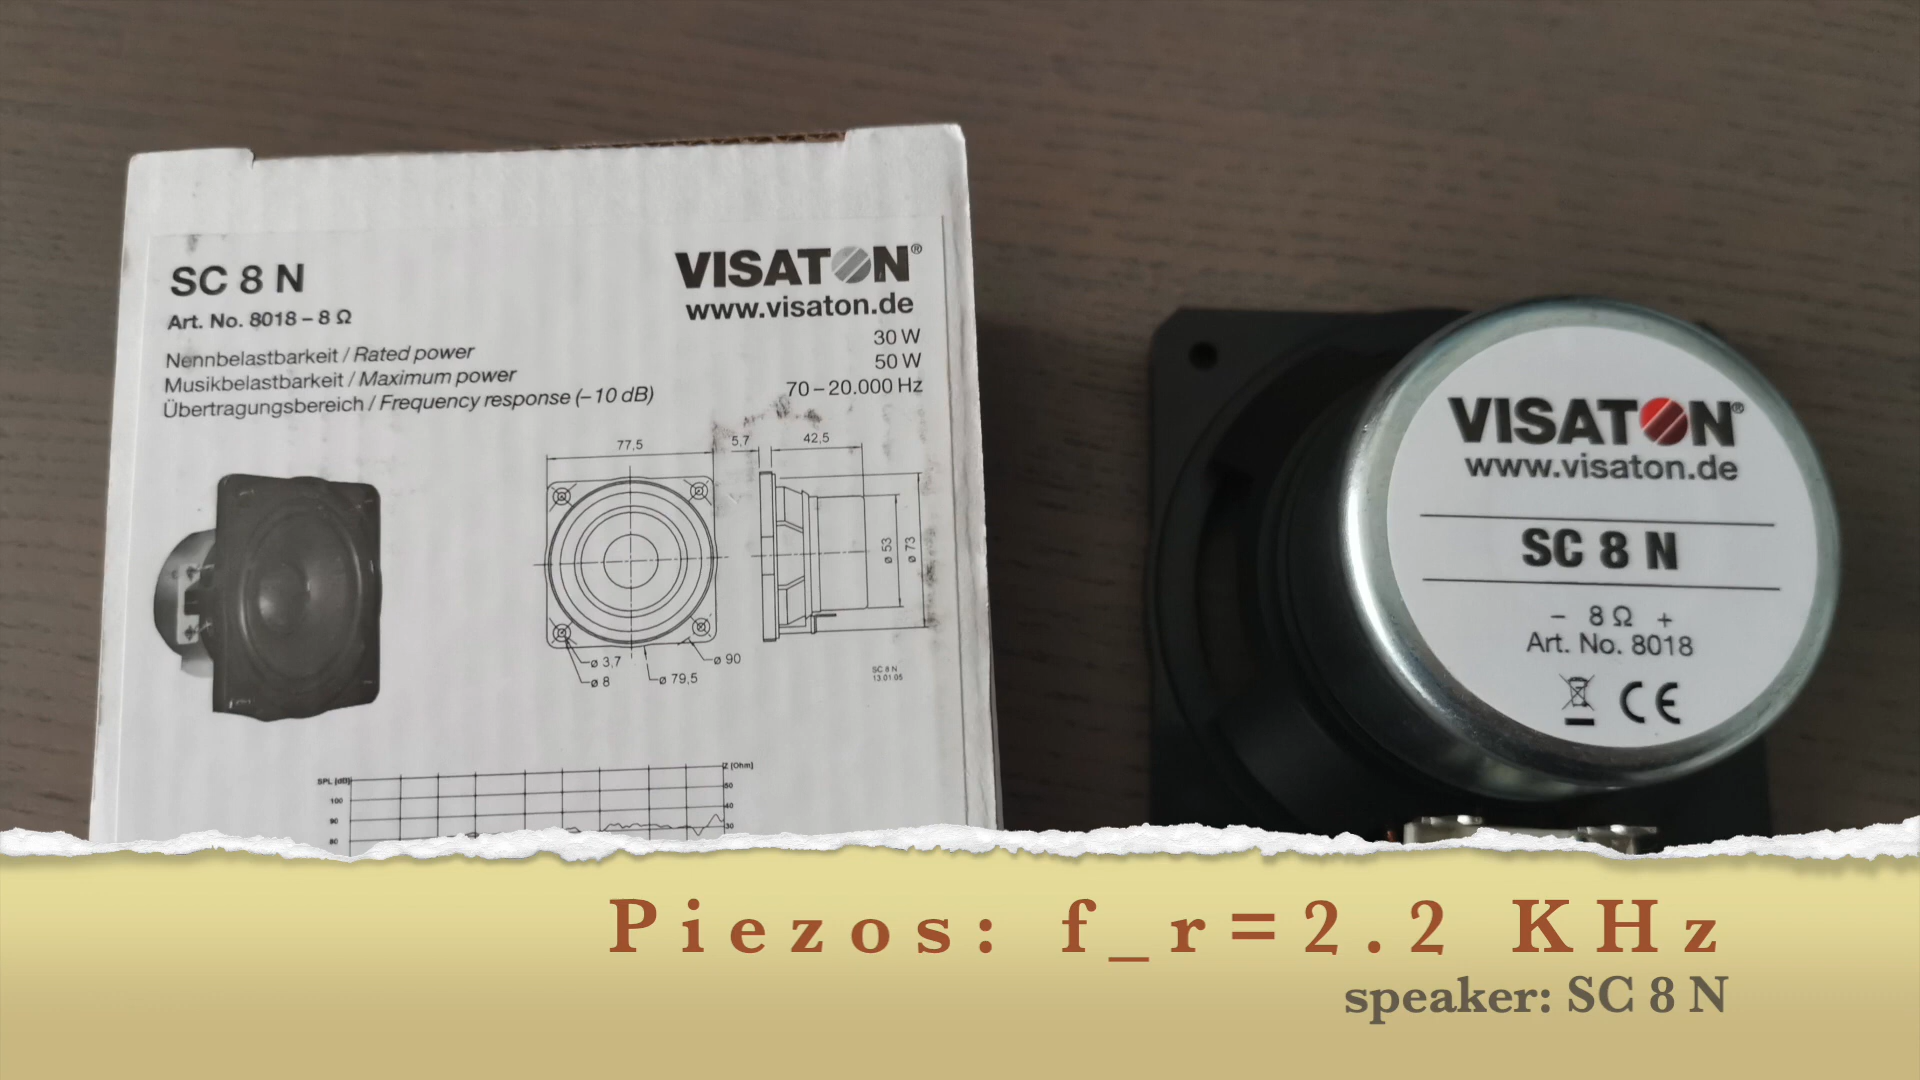 SC 8 N
Art. No. 8018 – 8 Ω
VISATON®
www.visaton.de
Nennbelastbarkeit / Rated power 30 W
Musikbelastbarkeit / Maximum power 50 W
Übertragungsbereich / Frequency response (–10 dB) 70 – 20.000 Hz
77,5
5,7
42,5
ø 53
ø 73
ø 3,7
ø 8
ø 79,5
ø 90
SC 8 N
13.01.05
SPL [dB]
Z [Ohm]
100
90
80
50
40
30
VISATON®
www.visaton.de
SC 8 N
– 8 Ω +
Art. No. 8018
CE
Piezos: f_r=2.2 KHz
speaker: SC 8 N